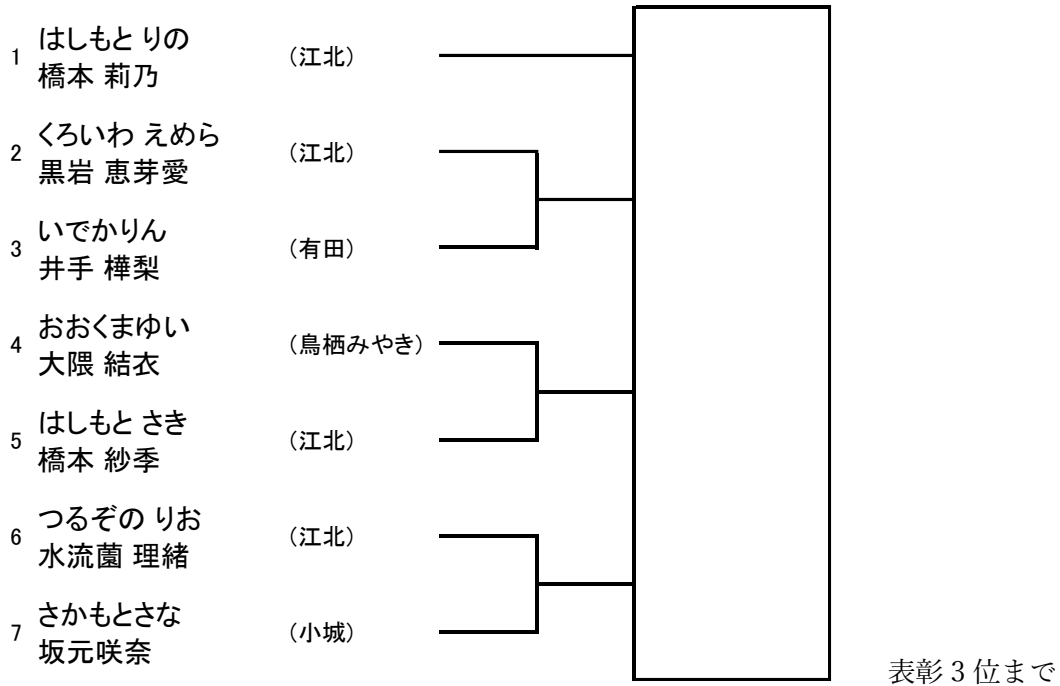 はしもと りの
1 橋本 莉乃 （江北）
くろいわ えめら
2 黒岩 恵芽愛 （江北）
いでかりん
3 井手 樺梨 （有田）
おおくまゆい
4 大隈 結衣 （鳥栖みやき）
はしもと さき
5 橋本 紗季 （江北）
つるぞの りお
6 水流薗 理緒 （江北）
さかもとさな
7 坂元咲奈 （小城）
表彰３位まで